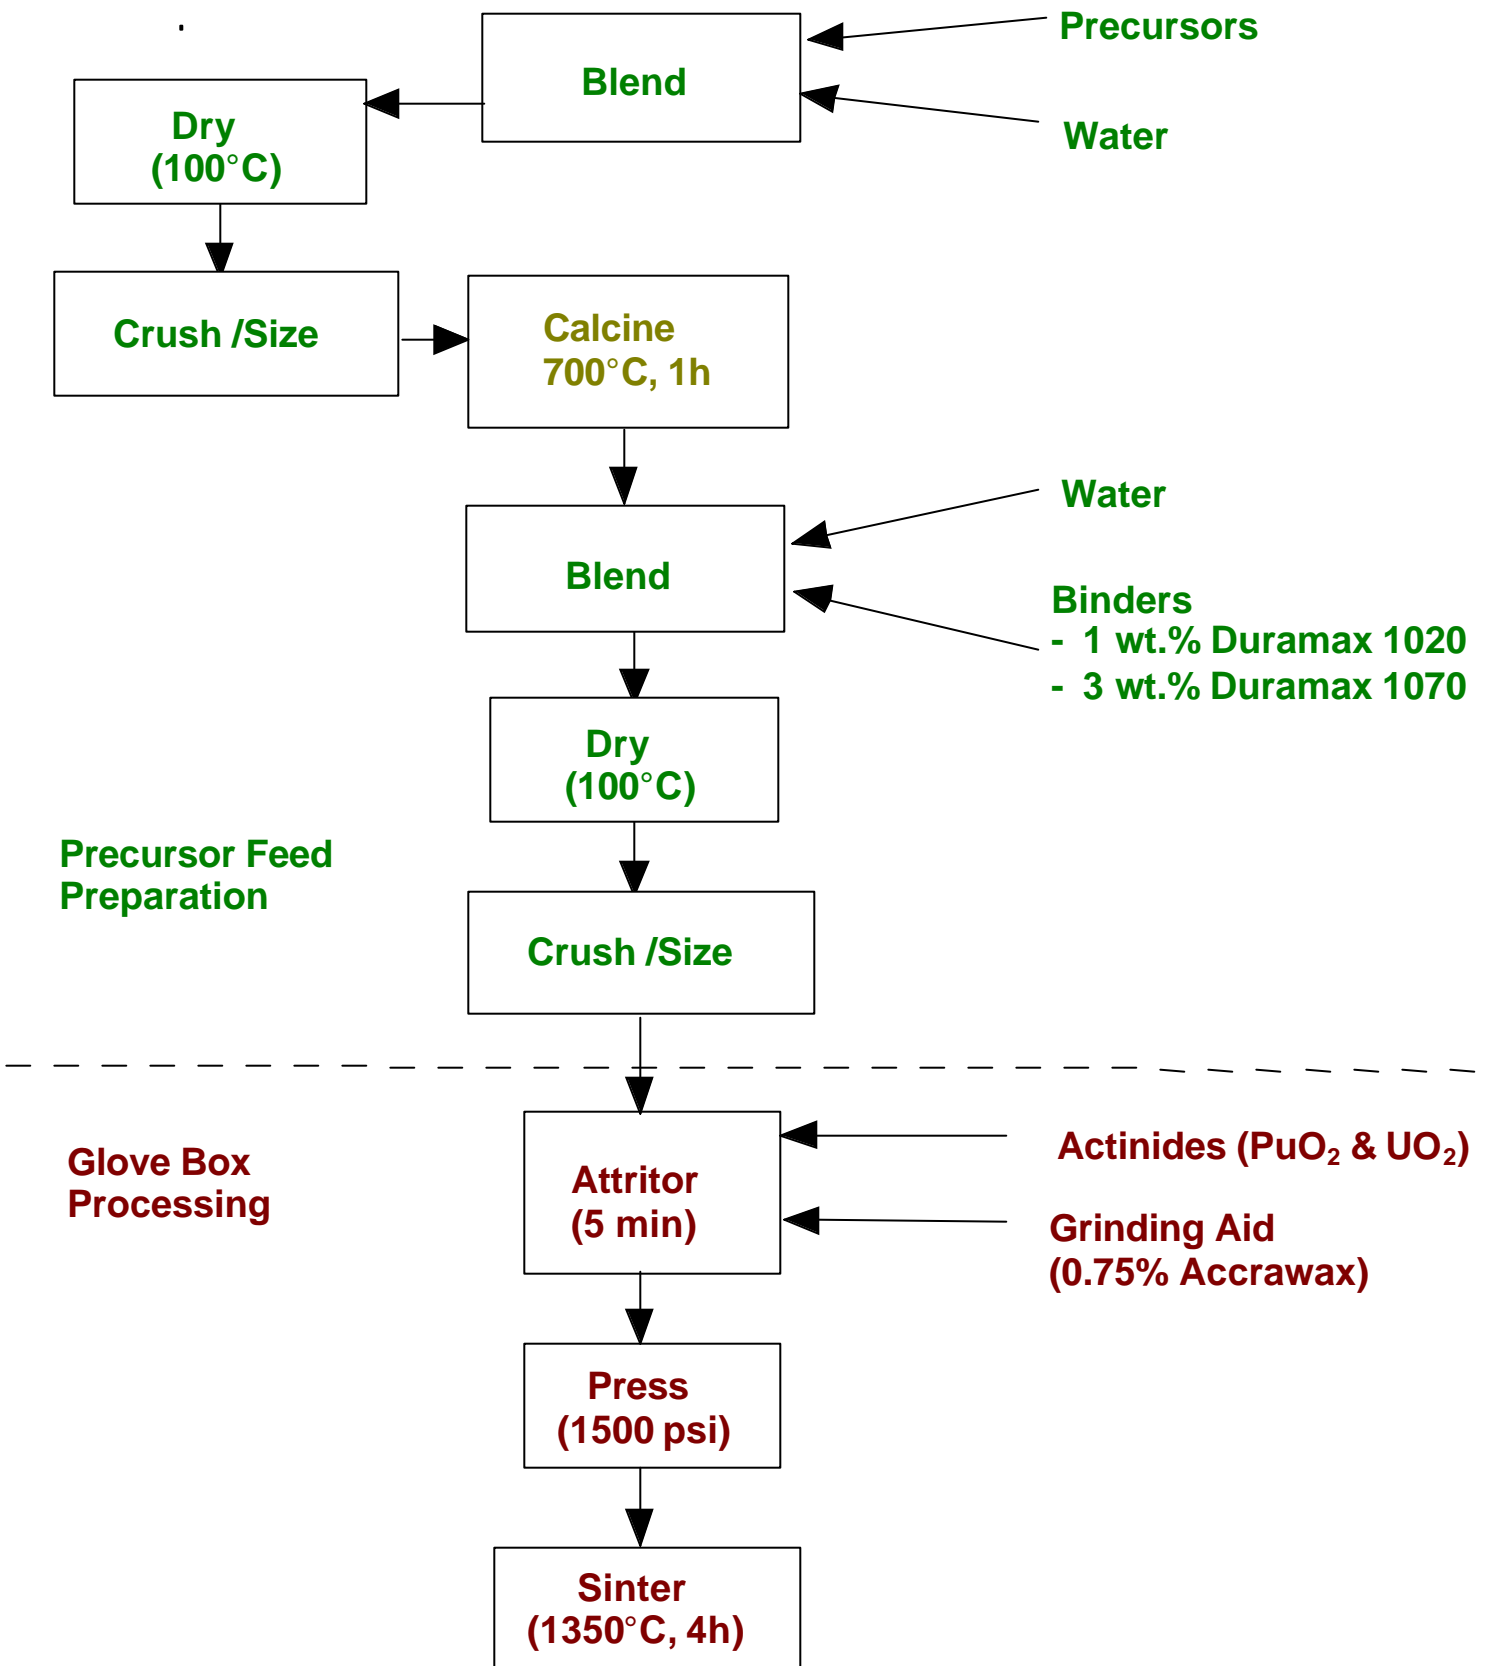 Precursors
Blend
Water
Dry
(100°C)
Crush /Size
Calcine
700°C, 1h
Water
Blend
Binders
- 1 wt.% Duramax 1020
- 3 wt.% Duramax 1070
Dry
(100°C)
Precursor Feed
Preparation
Crush /Size
Glove Box
Processing
Attritor
(5 min)
Actinides (PuO₂ & UO₂)
Grinding Aid
(0.75% Accrawax)
Press
(1500 psi)
Sinter
(1350°C, 4h)